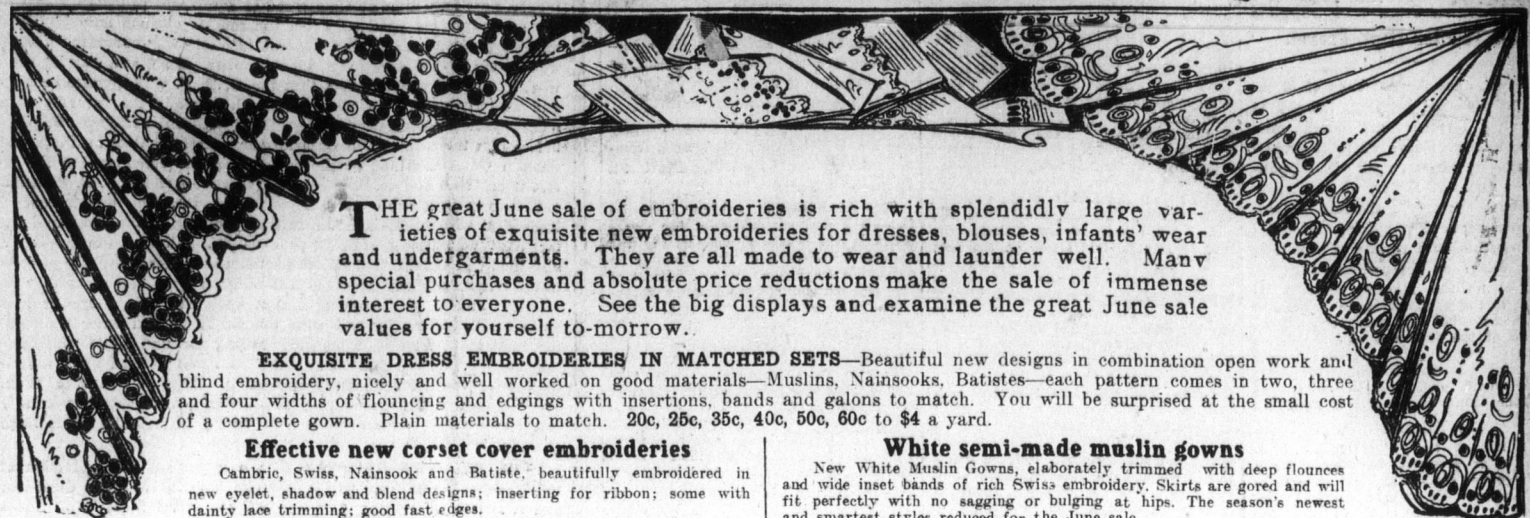 THE great June sale of embroideries is rich with splendidly large var-
ieties of exquisite new embroideries for dresses, blouses, infants' wear
and undergarments. They are all made to wear and launder well. Many
special purchases and absolute price reductions make the sale of immense
interest to everyone. See the big displays and examine the great June sale
values for yourself to-morrow.
EXQUISITE DRESS EMBROIDERIES IN MATCHED SETS—Beautiful new designs in combination open work and
blind embroidery, nicely and well worked on good materials—Muslins, Nainsooks, Batistes—each pattern comes in two, three
and four widths of flouncing and edgings with insertions, bands and galons to match. You will be surprised at the small cost
of a complete gown. Plain materials to match. 20c, 25c, 35c, 40c, 50c, 60c to $4 a yard.
Effective new corset cover embroideries
Cambric, Swiss, Nainsook and Batiste, beautifully embroidered in
new eyelet, shadow and blend designs; inserting for ribbon; some with
dainty lace trimming; good fast edges.
White semi-made muslin gowns
New White Muslin Gowns, elaborately trimmed with deep flounces
and wide inset bands of rich Swiss embroidery. Skirts are gored and will
fit perfectly with no sagging or bulging at hips. The season's newest
and smartest styles reduced for the June sale